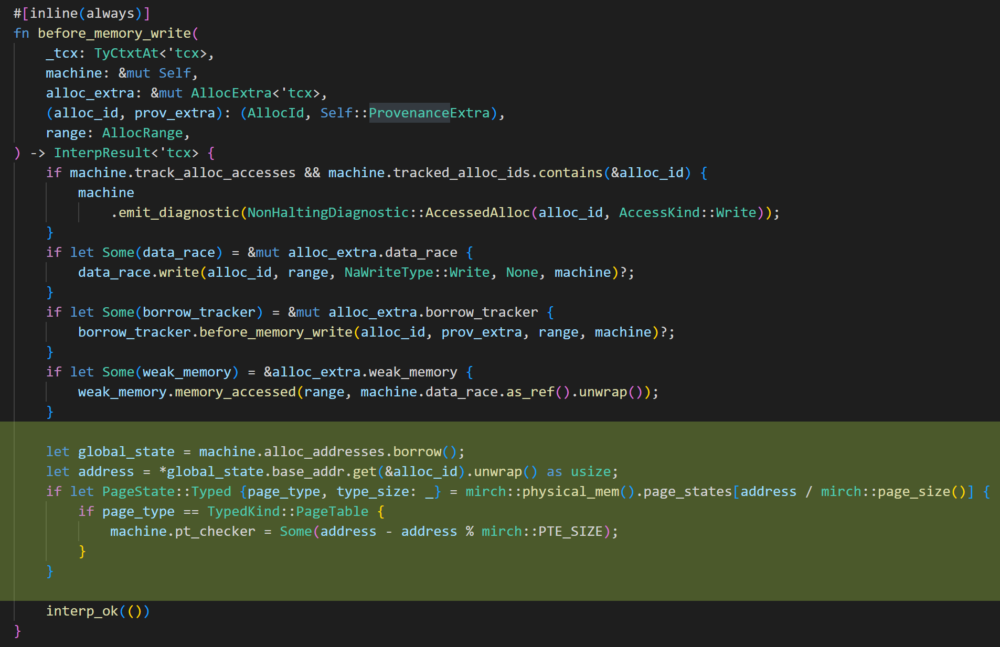 #[inline(always)]
fn before_memory_write(
    _tcx: TyCtxtAt<'tcx>,
    machine: &mut Self,
    alloc_extra: &mut AllocExtra<'tcx>,
    (alloc_id, prov_extra): (AllocId, Self::ProvenanceExtra),
    range: AllocRange,
) -> InterpResult<'tcx> {
    if machine.track_alloc_accesses && machine.tracked_alloc_ids.contains(&alloc_id) {
        machine
            .emit_diagnostic(NonHaltingDiagnostic::AccessedAlloc(alloc_id, AccessKind::Write));
    }
    if let Some(data_race) = &mut alloc_extra.data_race {
        data_race.write(alloc_id, range, NaWriteType::Write, None, machine)?;
    }
    if let Some(borrow_tracker) = &mut alloc_extra.borrow_tracker {
        borrow_tracker.before_memory_write(alloc_id, prov_extra, range, machine)?;
    }
    if let Some(weak_memory) = &alloc_extra.weak_memory {
        weak_memory.memory_accessed(range, machine.data_race.as_ref().unwrap());
    }

    let global_state = machine.alloc_addresses.borrow();
    let address = *global_state.base_addr.get(&alloc_id).unwrap() as usize;
    if let PageState::Typed {page_type, type_size: _} = mirch::physical_mem().page_states[address / mirch::page_size()] {
        if page_type == TypedKind::PageTable {
            machine.pt_checker = Some(address - address % mirch::PTE_SIZE);
        }
    }

    interp_ok(())
}